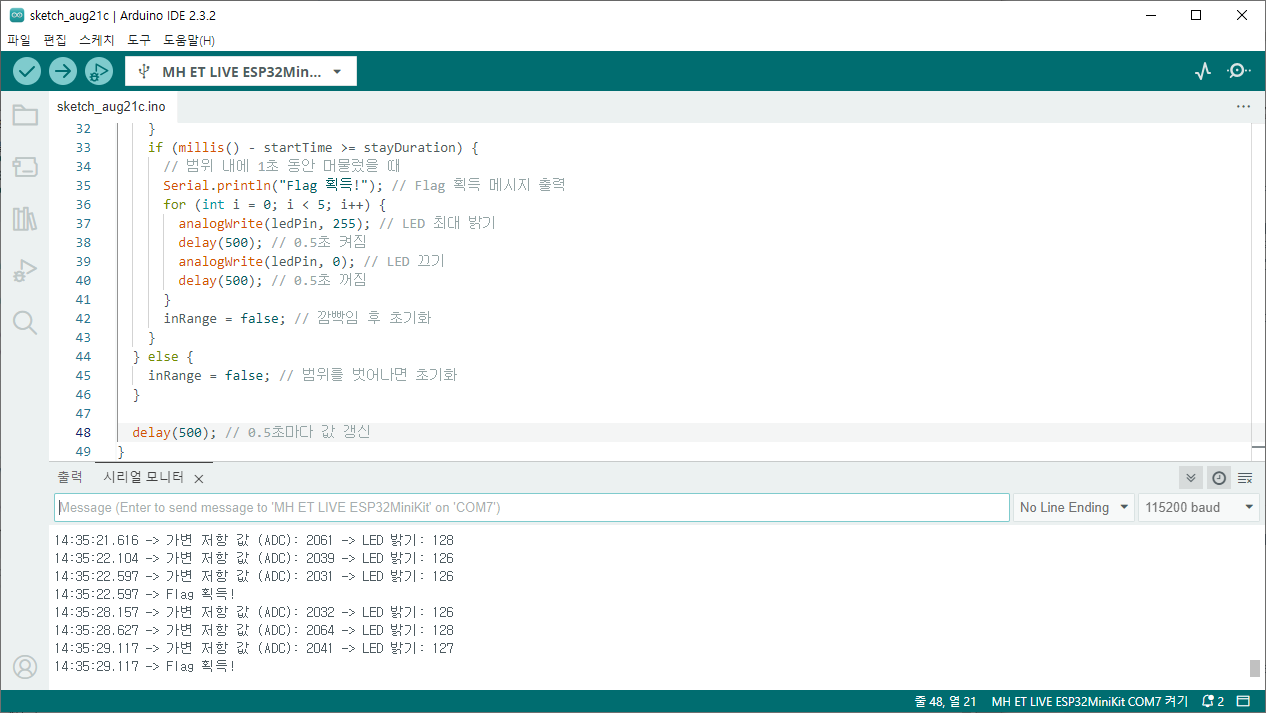 sketch_aug21c | Arduino IDE 2.3.2
파일 편집 스케치 도구 도움말(H)
MH ET LIVE ESP32Min...
sketch_aug21c.ino
32 }
33 if (millis() - startTime >= stayDuration) {
34 // 범위 내에 1초 동안 머물렀을 때
35 Serial.println("Flag 획득!"); // Flag 획득 메시지 출력
36 for (int i = 0; i < 5; i++) {
37 analogWrite(ledPin, 255); // LED 최대 밝기
38 delay(500); // 0.5초 켜짐
39 analogWrite(ledPin, 0); // LED 끄기
40 delay(500); // 0.5초 꺼짐
41 }
42 inRange = false; // 깜빡임 후 초기화
43 }
44 } else {
45 inRange = false; // 범위를 벗어나면 초기화
46 }
47
48 delay(500); // 0.5초마다 값 갱신
49 }
출력 시리얼 모니터
Message (Enter to send message to 'MH ET LIVE ESP32MiniKit' on 'COM7')
No Line Ending
115200 baud
14:35:21.616 -> 가변 저항 값 (ADC): 2061 -> LED 밝기: 128
14:35:22.104 -> 가변 저항 값 (ADC): 2039 -> LED 밝기: 126
14:35:22.597 -> 가변 저항 값 (ADC): 2031 -> LED 밝기: 126
14:35:22.597 -> Flag 획득!
14:35:28.157 -> 가변 저항 값 (ADC): 2032 -> LED 밝기: 126
14:35:28.627 -> 가변 저항 값 (ADC): 2064 -> LED 밝기: 128
14:35:29.117 -> 가변 저항 값 (ADC): 2041 -> LED 밝기: 127
14:35:29.117 -> Flag 획득!
줄 48, 열 21 MH ET LIVE ESP32MiniKit COM7 켜기 2